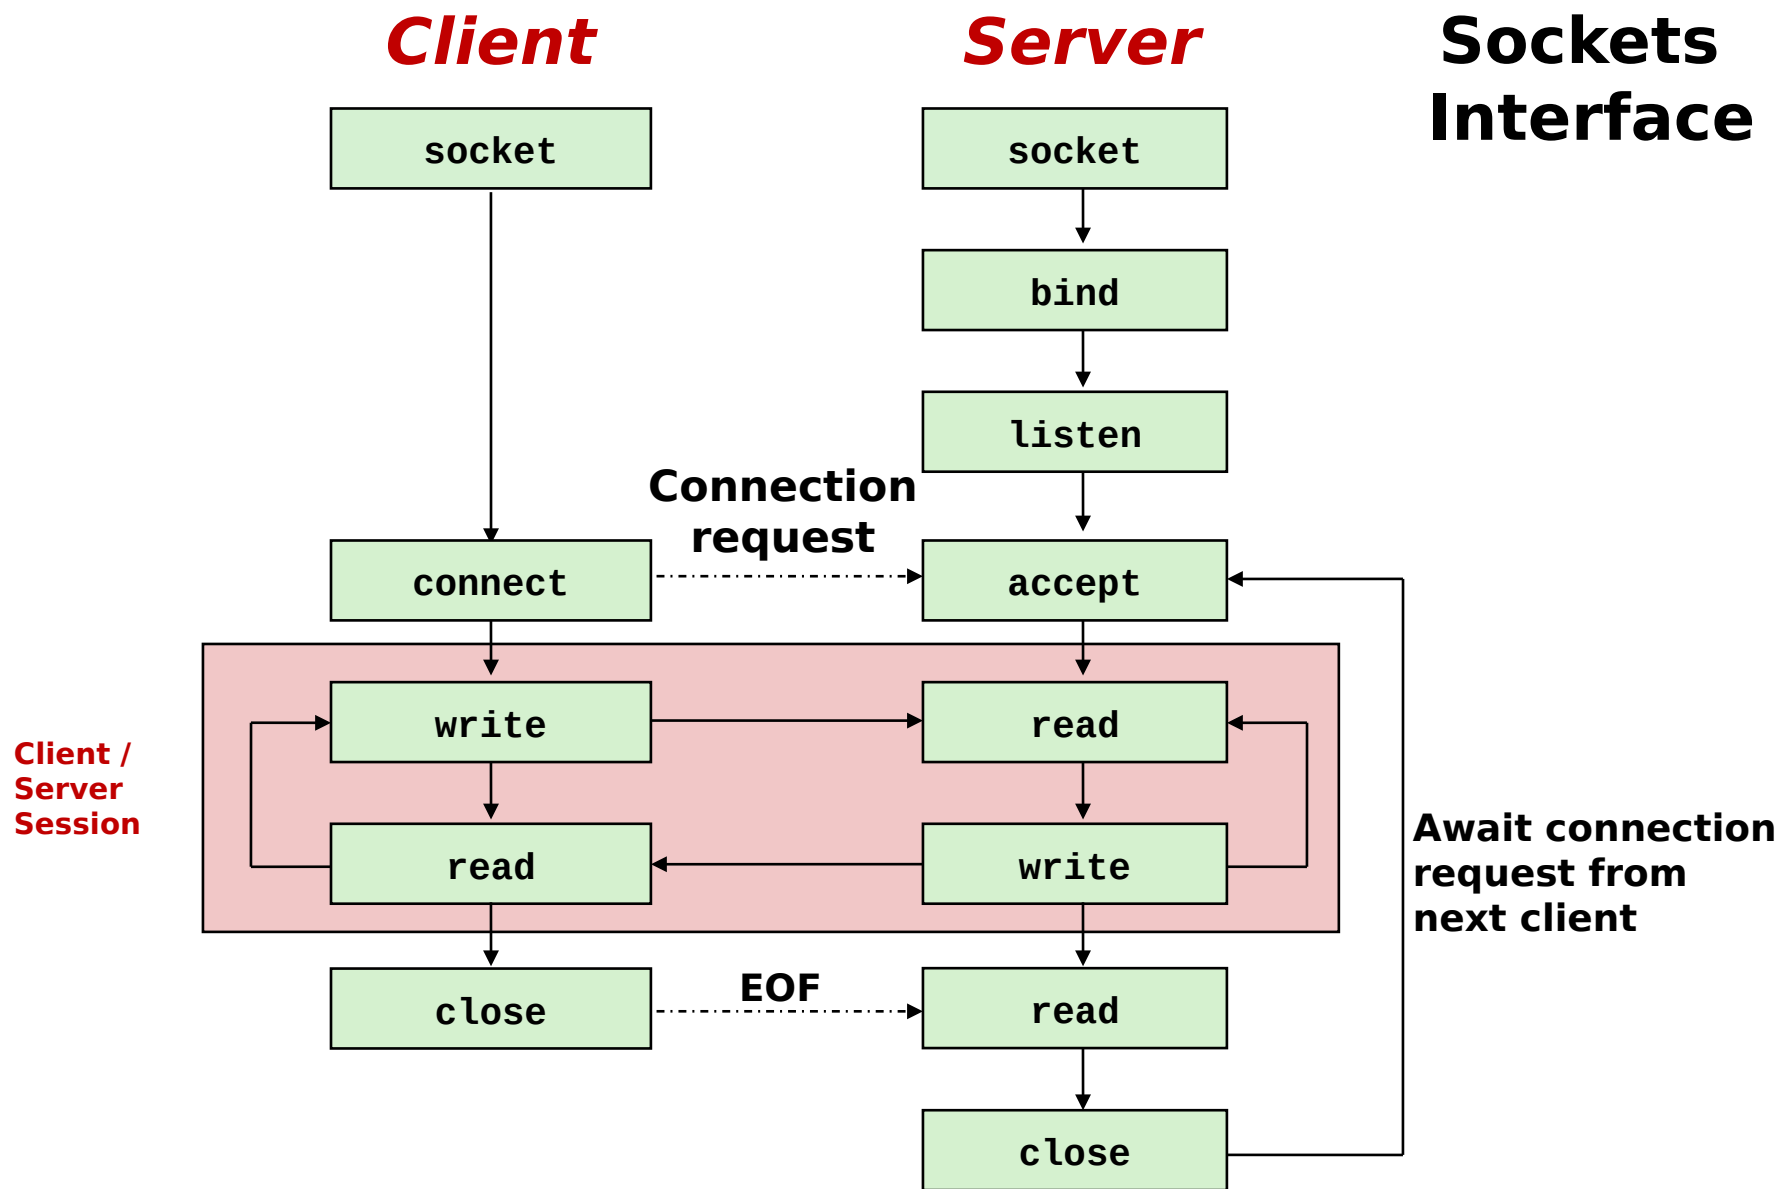 Client
Server
Sockets
Interface
socket
socket
bind
listen
Connection
request
connect
accept
write
read
Client /
Server
Session
read
write
Await connection
request from
next client
close
EOF
read
close